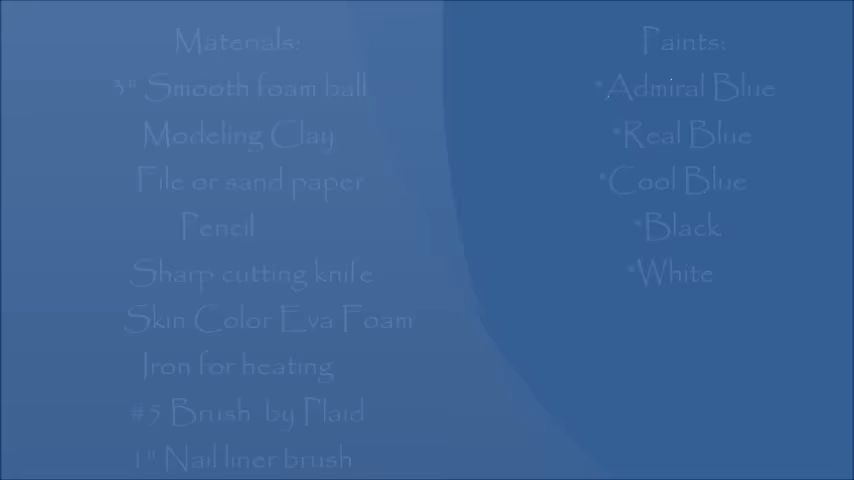 Materials:
3" Smooth foam ball
Modeling Clay
File or sand paper
Pencil
Sharp cutting knife
Skin Color Eva Foam
Iron for heating
#5 Brush by Plaid
1" Nail liner brush
Paints:
*Admiral Blue
*Real Blue
*Cool Blue
*Black
*White